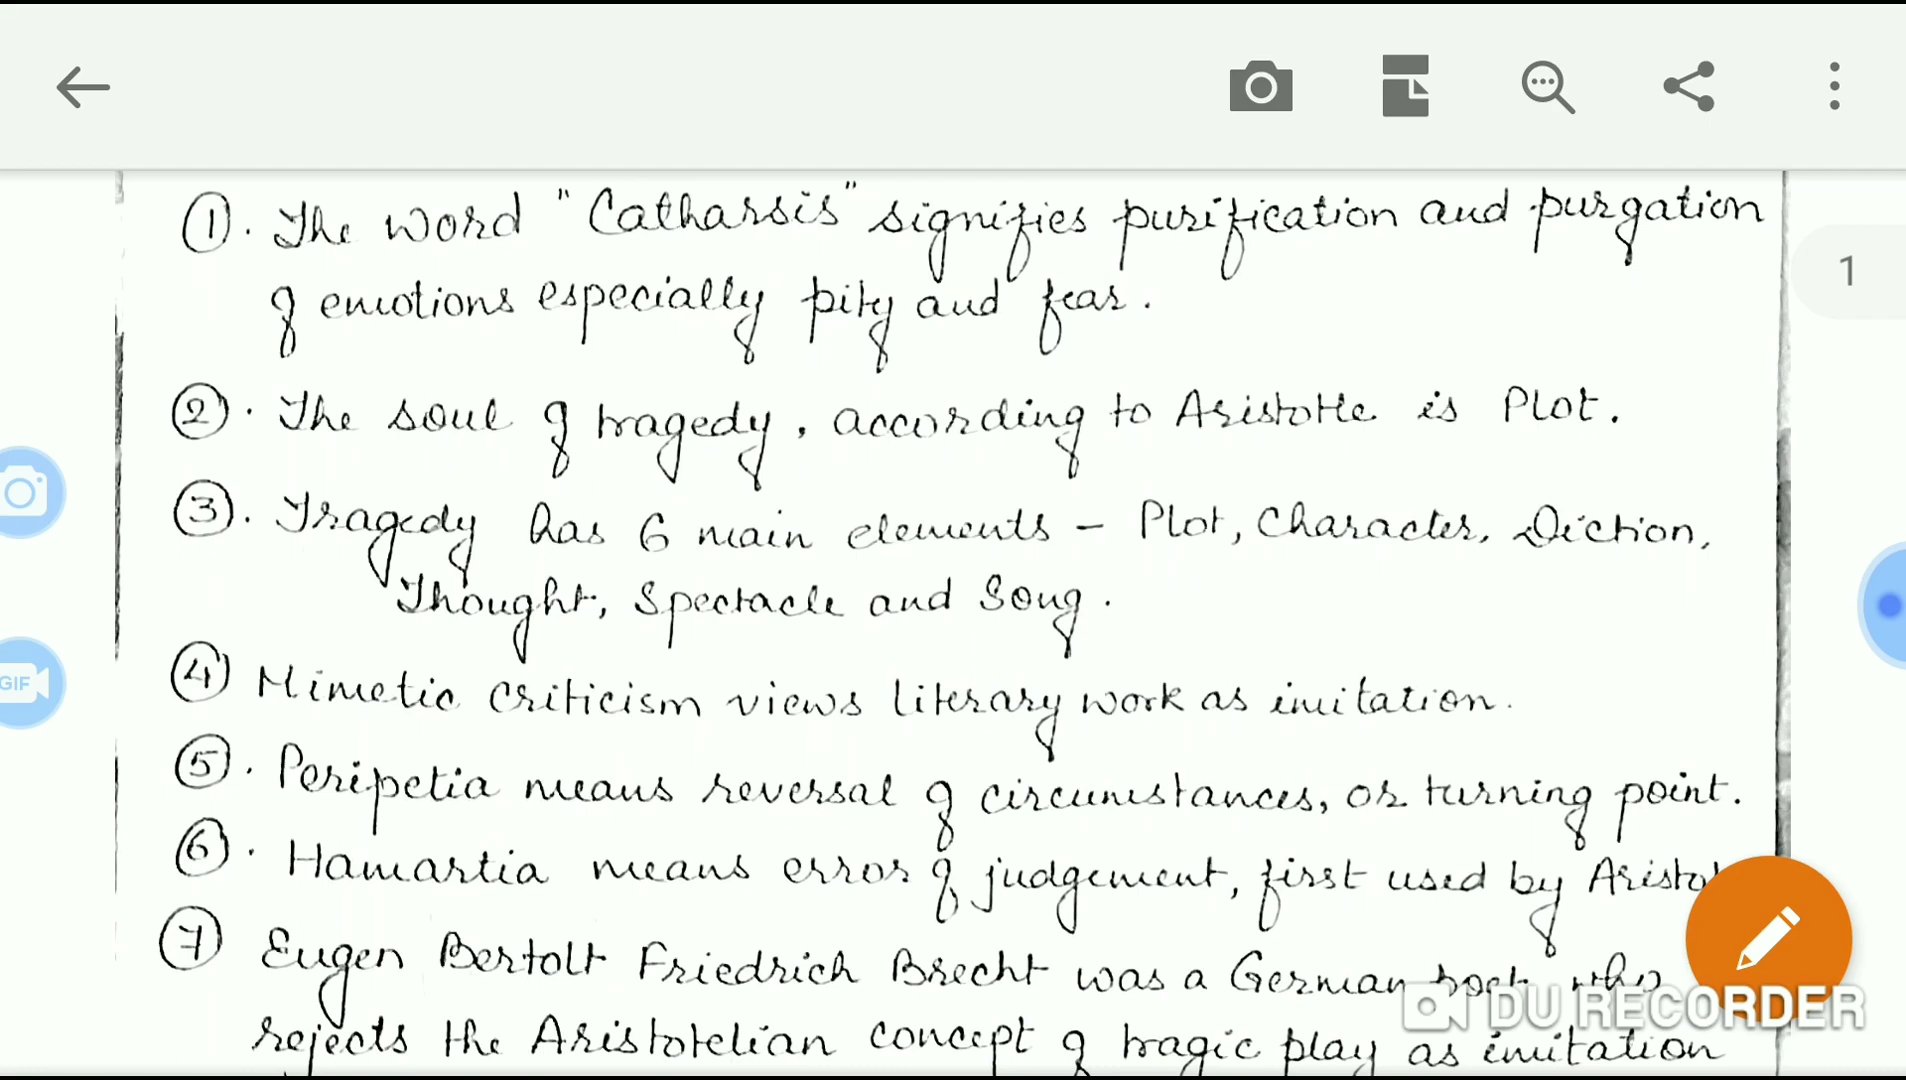 1
①. The word "Catharsis" signifies purification and purgation
of emotions especially pity and fear.
②. The soul of tragedy, according to Aristotle is Plot.
③. Tragedy has 6 main elements – Plot, Character, Diction,
Thought, Spectacle and Song.
④ Mimetic criticism views literary work as imitation.
⑤. Peripetia means reversal of circumstances, or turning point.
⑥. Hamartia means error of judgement, first used by Aristot
⑦ Eugen Bertolt Friedrich Brecht was a German poet who
rejects the Aristotelian concept of tragic play as imitation
GIF
DU RECORDER